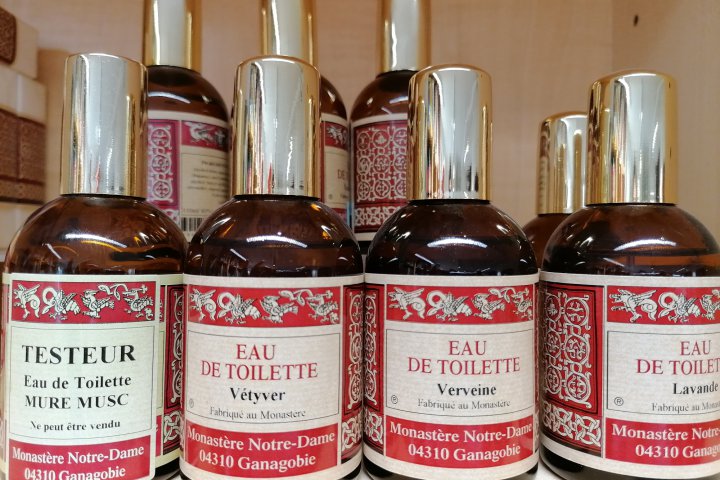 TESTEUR
Eau de Toilette
MURE MUSC
Ne peut être vendu
Monastère Notre-Dame
04310 Ganagobie
EAU
DE TOILETTE
Vétyver
Fabriqué au Monastère
Monastère Notre-Dame
04310 Ganagobie
EAU
DE TOILETTE
Verveine
Fabriqué au Monastère
Monastère Notre-Dame
04310 Ganagobie
EAU
DE TOILETTE
Lavande
Fabriqué au Monastère
Monastère Notre-Dame
04310 Ganagobie